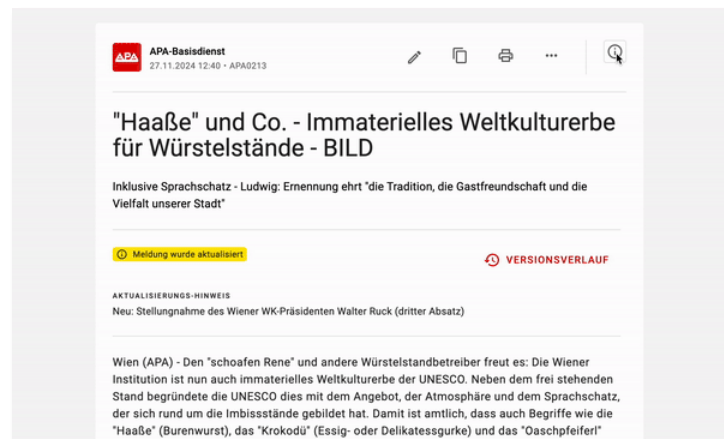 APA
APA-Basisdienst
27.11.2024 12:40 • APA0213
"Haaße" und Co. - Immaterielles Weltkulturerbe
für Würstelstände - BILD
Inklusive Sprachschatz - Ludwig: Ernennung ehrt "die Tradition, die Gastfreundschaft und die
Vielfalt unserer Stadt"
Meldung wurde aktualisiert
VERSIONSVERLAUF
AKTUALISIERUNGS-HINWEIS
Neu: Stellungnahme des Wiener WK-Präsidenten Walter Ruck (dritter Absatz)
Wien (APA) - Den "schoafen Rene" und andere Würstelstandbetreiber freut es: Die Wiener
Institution ist nun auch immaterielles Weltkulturerbe der UNESCO. Neben dem frei stehenden
Stand begründete die UNESCO dies mit dem Angebot, der Atmosphäre und dem Sprachschatz,
der sich rund um die Imbissstände gebildet hat. Damit ist amtlich, dass auch Begriffe wie die
"Haaße" (Burenwurst), das "Krokodü" (Essig- oder Delikatessgurke) und das "Oaschpfeiferl"